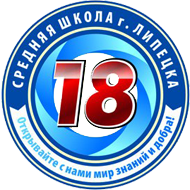 СРЕДНЯЯ ШКОЛА г. ЛИПЕЦКА
18
Открывайте с нами мир знаний и добра!